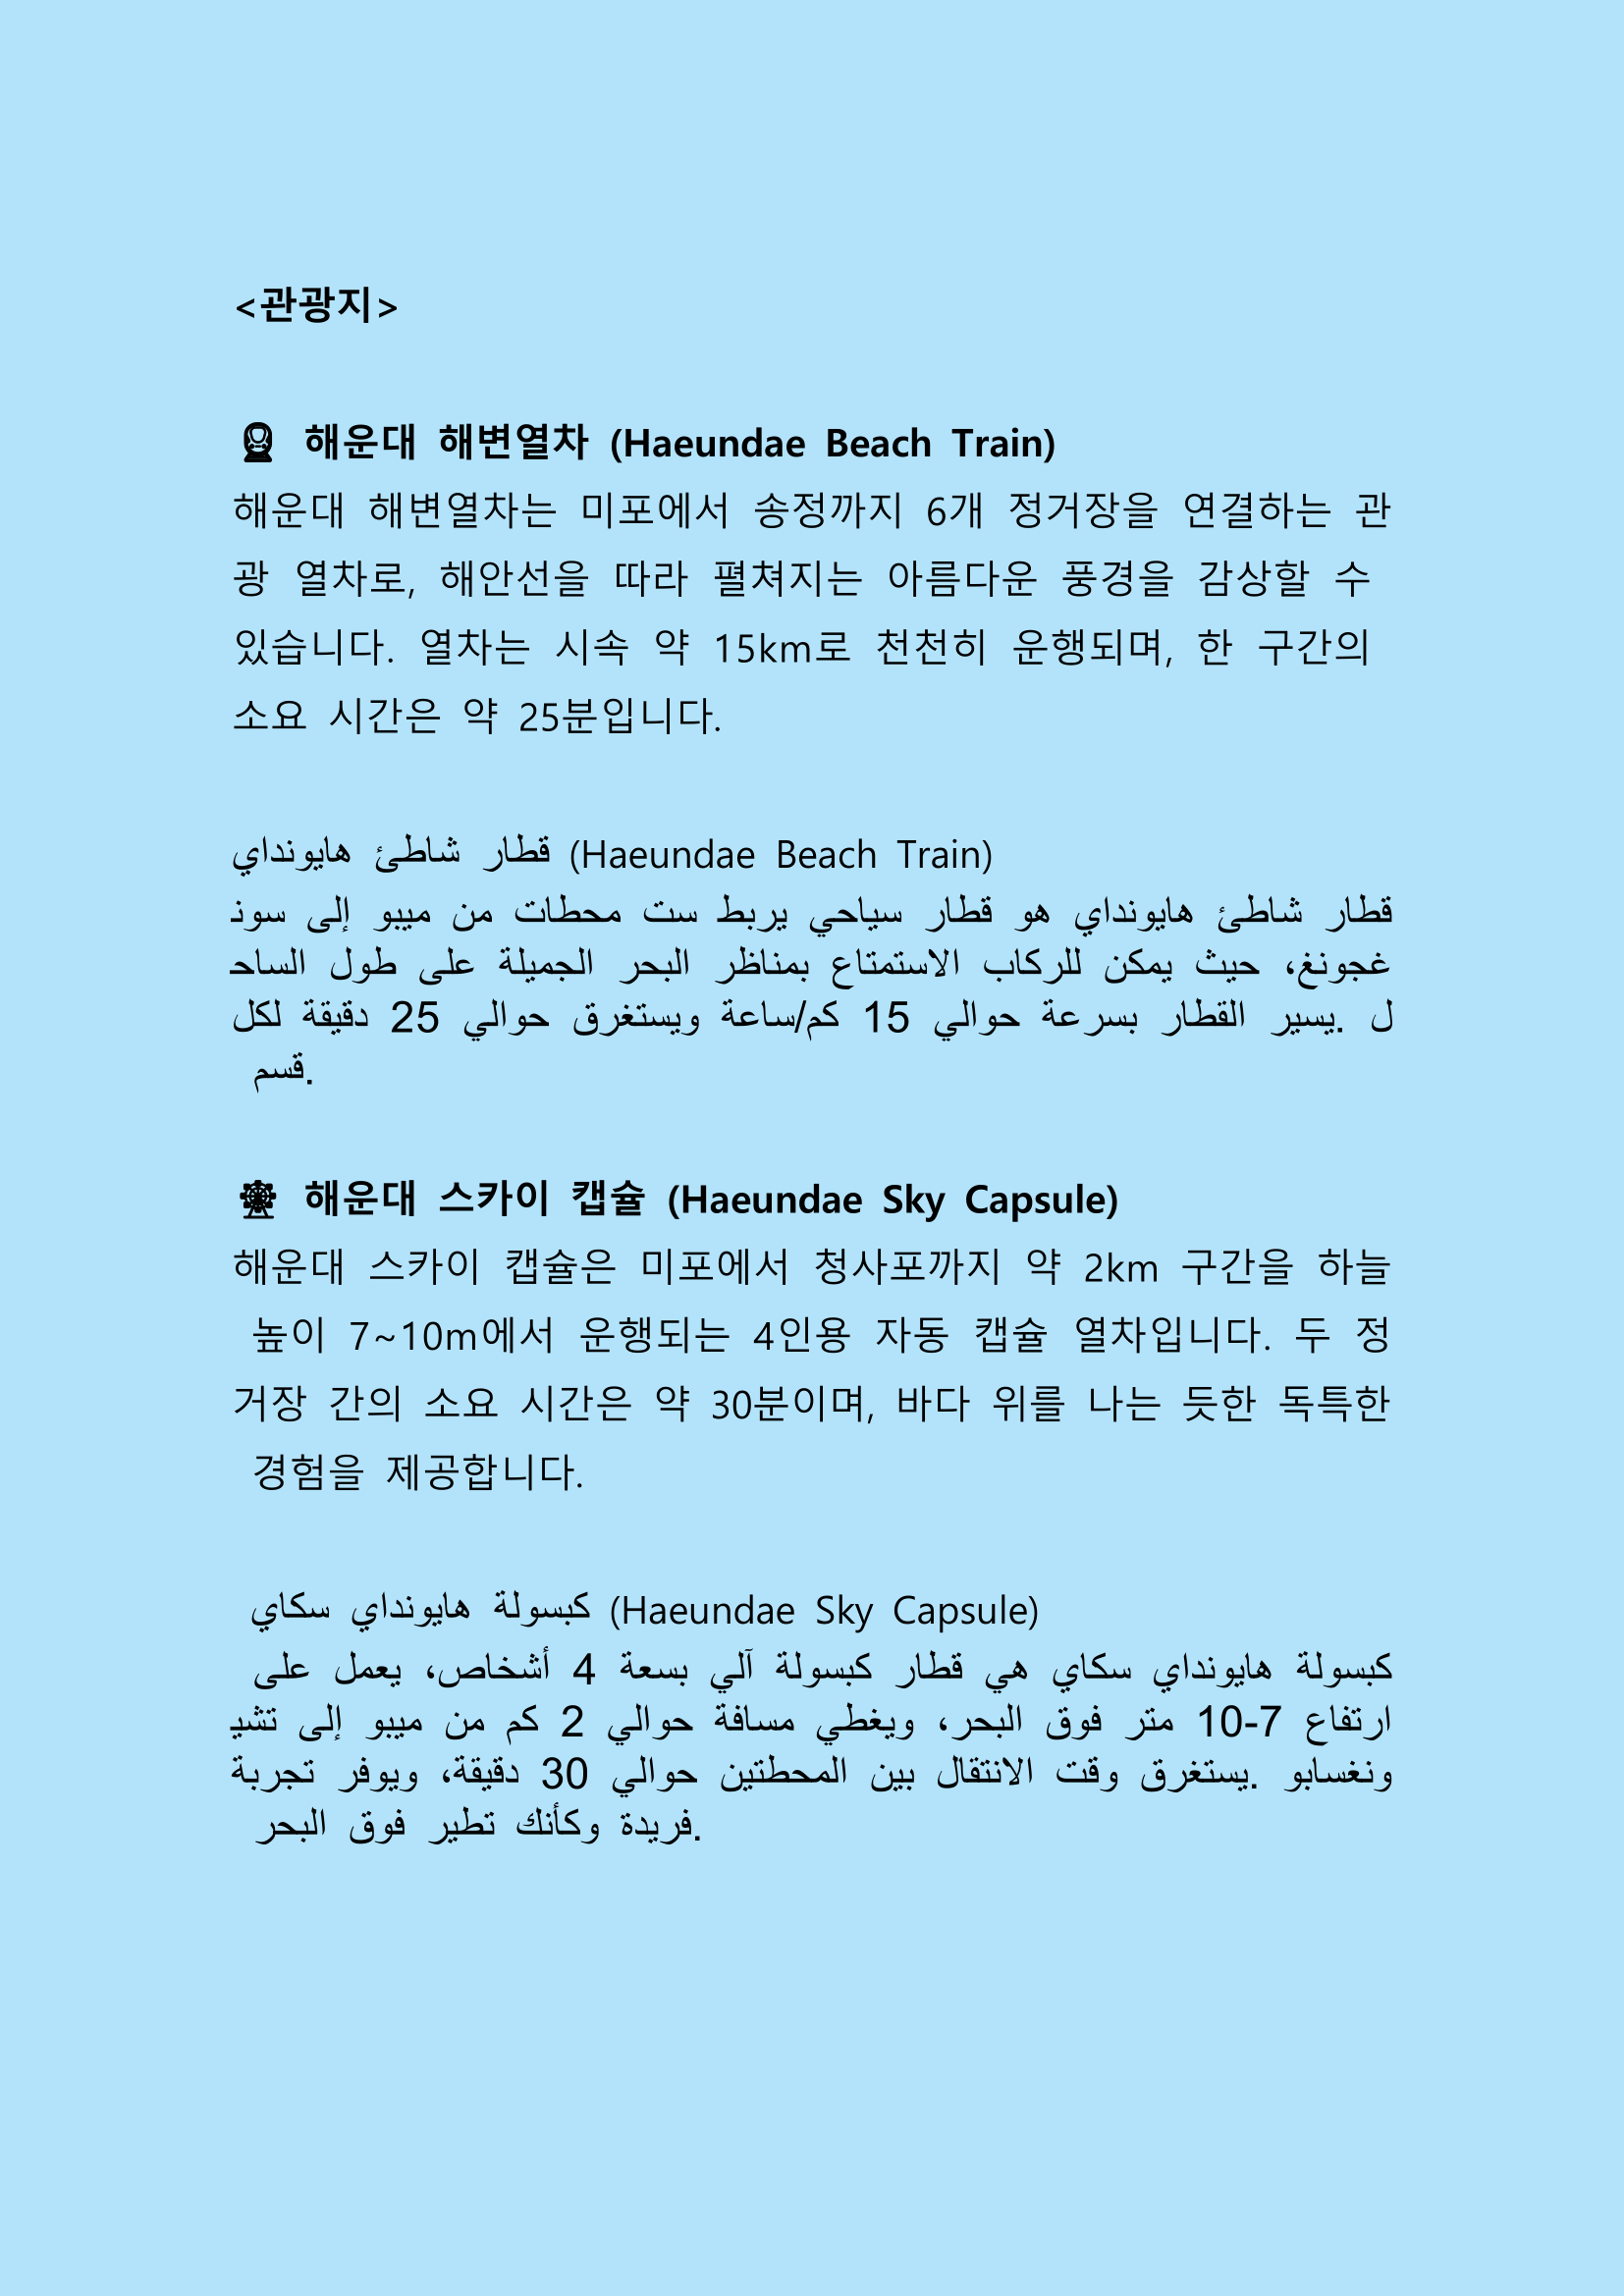 <관광지>
🚇 해운대 해변열차 (Haeundae Beach Train)
해운대 해변열차는 미포에서 송정까지 6개 정거장을 연결하는 관
광 열차로, 해안선을 따라 펼쳐지는 아름다운 풍경을 감상할 수
있습니다. 열차는 시속 약 15km로 천천히 운행되며, 한 구간의
소요 시간은 약 25분입니다.
قطار شاطئ هايونداي (Haeundae Beach Train)
قطار شاطئ هايونداي هو قطار سياحي يربط ست محطات من ميبو إلى سونـ
غجونغ، حيث يمكن للركاب الاستمتاع بمناظر البحر الجميلة على طول الساحـ
ل .يسير القطار بسرعة حوالي 15 كم/ساعة ويستغرق حوالي 25 دقيقة لكل
قسم.
🎡 해운대 스카이 캡슐 (Haeundae Sky Capsule)
해운대 스카이 캡슐은 미포에서 청사포까지 약 2km 구간을 하늘
높이 7~10m에서 운행되는 4인용 자동 캡슐 열차입니다. 두 정
거장 간의 소요 시간은 약 30분이며, 바다 위를 나는 듯한 독특한
경험을 제공합니다.
كبسولة هايونداي سكاي (Haeundae Sky Capsule)
كبسولة هايونداي سكاي هي قطار كبسولة آلي بسعة 4 أشخاص، يعمل على
ارتفاع 7-10 متر فوق البحر، ويغطي مسافة حوالي 2 كم من ميبو إلى تشيـ
ونغسابو .يستغرق وقت الانتقال بين المحطتين حوالي 30 دقيقة، ويوفر تجربة
فريدة وكأنك تطير فوق البحر.